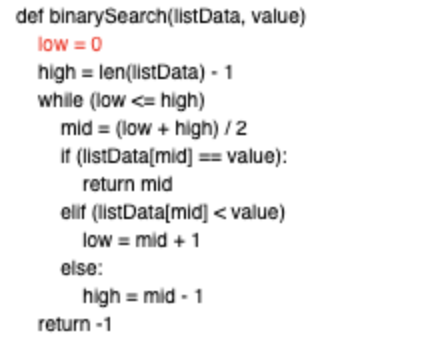 def binarySearch(listData, value)
low = 0
high = len(listData) - 1
while (low <= high)
mid = (low + high) / 2
if (listData[mid] == value):
return mid
elif (listData[mid] < value)
low = mid + 1
else:
high = mid - 1
return -1